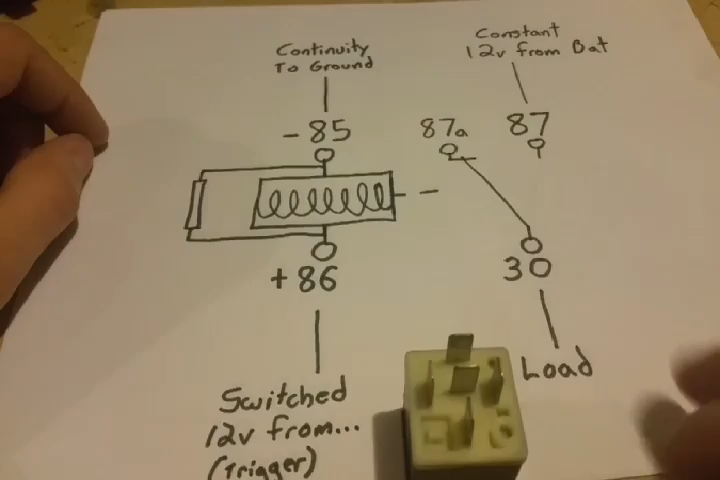 Continuity
To Ground
Constant
12v from Bat
- 85
87a
87
+ 86
30
Switched
12v from...
(Trigger)
Load